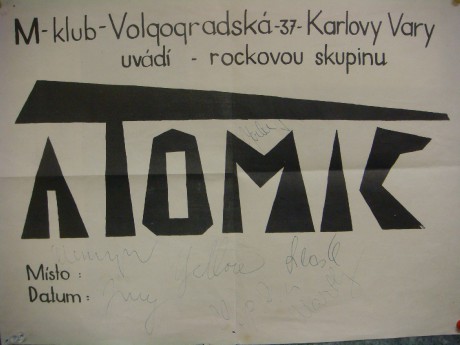 M-klub-Volgogradská-37-Karlovy Vary
uvádí - rockovou skupinu
ATOMIC
Místo :
Datum :